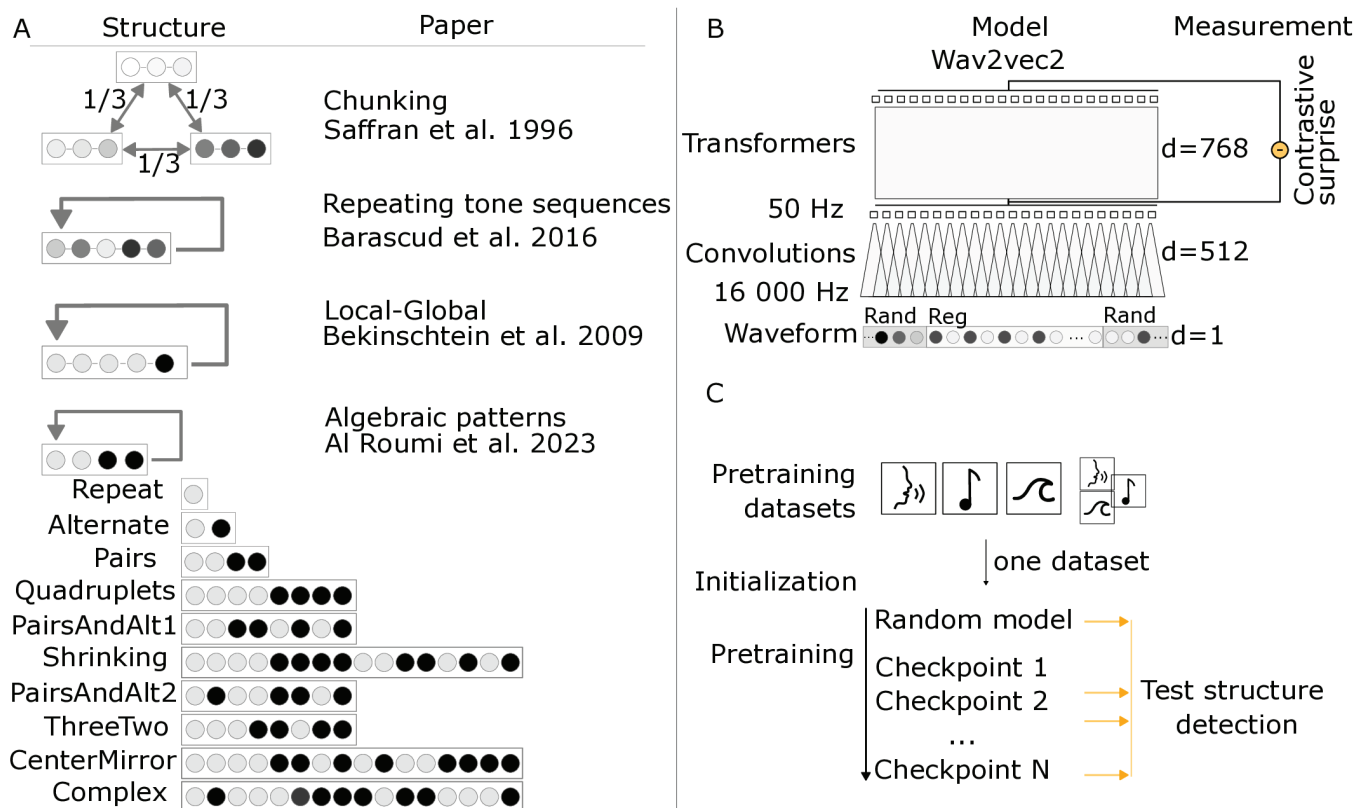 A
Structure
Paper
1/3
1/3
1/3
Chunking
Saffran et al. 1996
Repeating tone sequences
Barascud et al. 2016
Local-Global
Bekinschtein et al. 2009
Algebraic patterns
Al Roumi et al. 2023
Repeat
Alternate
Pairs
Quadruplets
PairsAndAlt1
Shrinking
PairsAndAlt2
ThreeTwo
CenterMirror
Complex
B
Model
Measurement
Wav2vec2
Transformers
d=768
-
Contrastive
surprise
50 Hz
Convolutions
d=512
16 000 Hz
Rand
Reg
Rand
Waveform
...
...
...
d=1
C
Pretraining
datasets
one dataset
Initialization
Random model
Pretraining
Checkpoint 1
Checkpoint 2
...
Checkpoint N
Test structure
detection